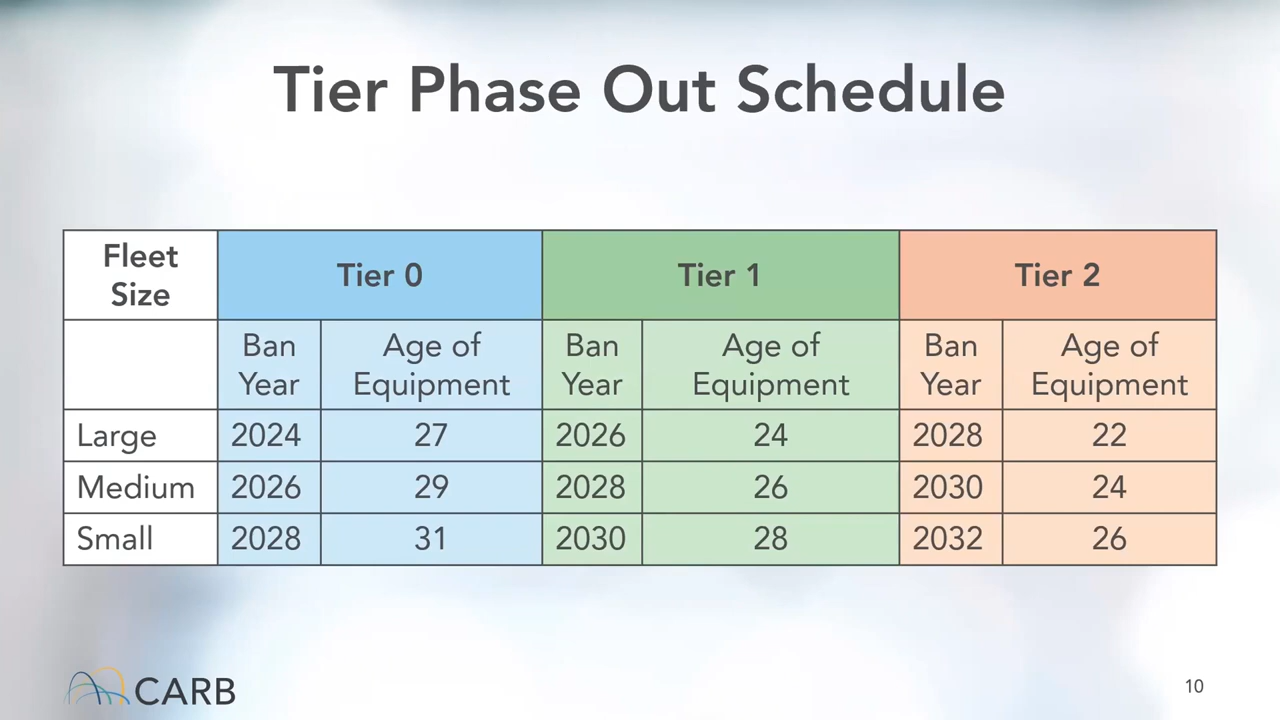 Tier Phase Out Schedule
Fleet Size Tier 0 Tier 1 Tier 2
Ban Year Age of Equipment Ban Year Age of Equipment Ban Year Age of Equipment
Large 2024 27 2026 24 2028 22
Medium 2026 29 2028 26 2030 24
Small 2028 31 2030 28 2032 26
CARB
10